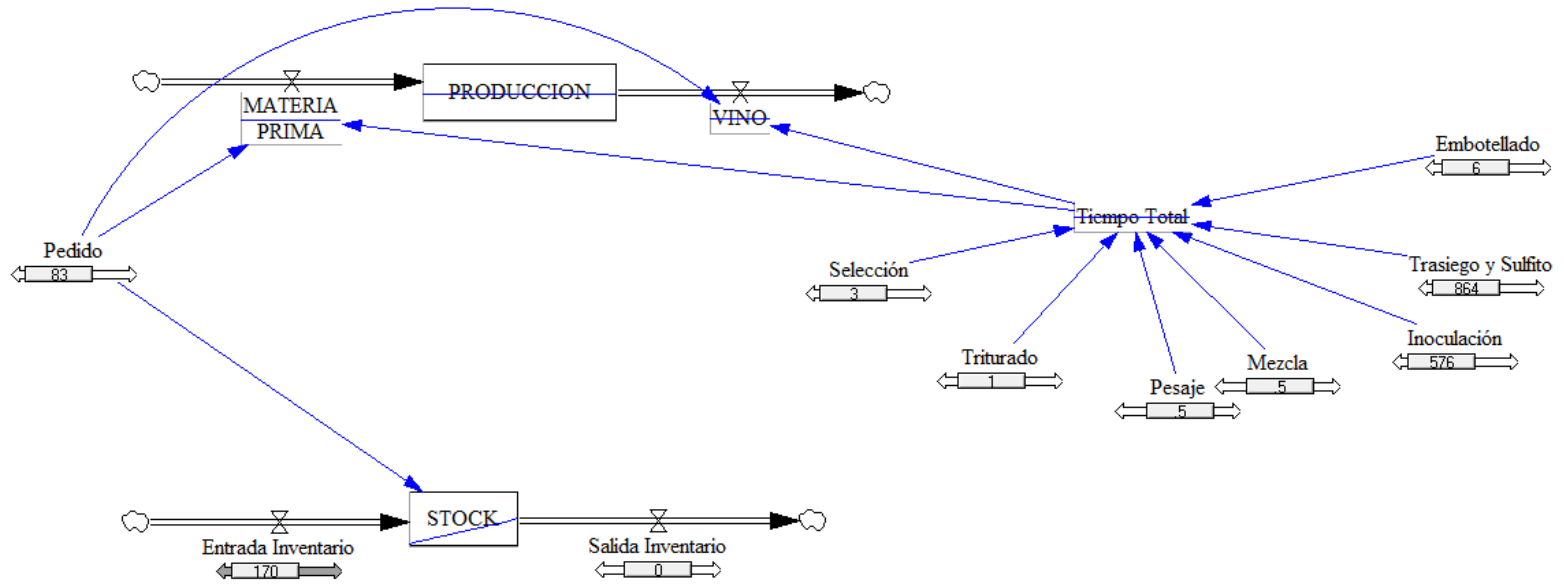 PRODUCCION
MATERIA
PRIMA
VINO
Embotellado
6
Tiempo Total
Pedido
83
Selección
3
Trasiego y Sulfito
864
Inoculación
576
Triturado
1
Mezcla
.5
Pesaje
.5
STOCK
Entrada Inventario
170
Salida Inventario
0